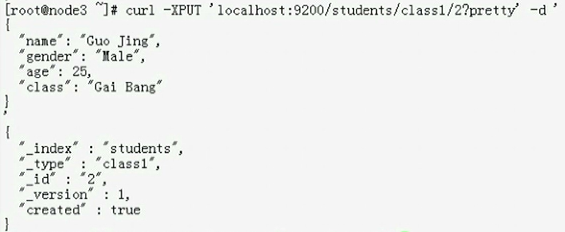 [root@node3 ~]# curl -XPUT 'localhost:9200/students/class1/2?pretty' -d '
{
  "name": "Guo Jing",
  "gender": "Male",
  "age": 25,
  "class": "Gai Bang"
}
'
{
  "_index" : "students",
  "_type" : "class1",
  "_id" : "2",
  "_version" : 1,
  "created" : true
}